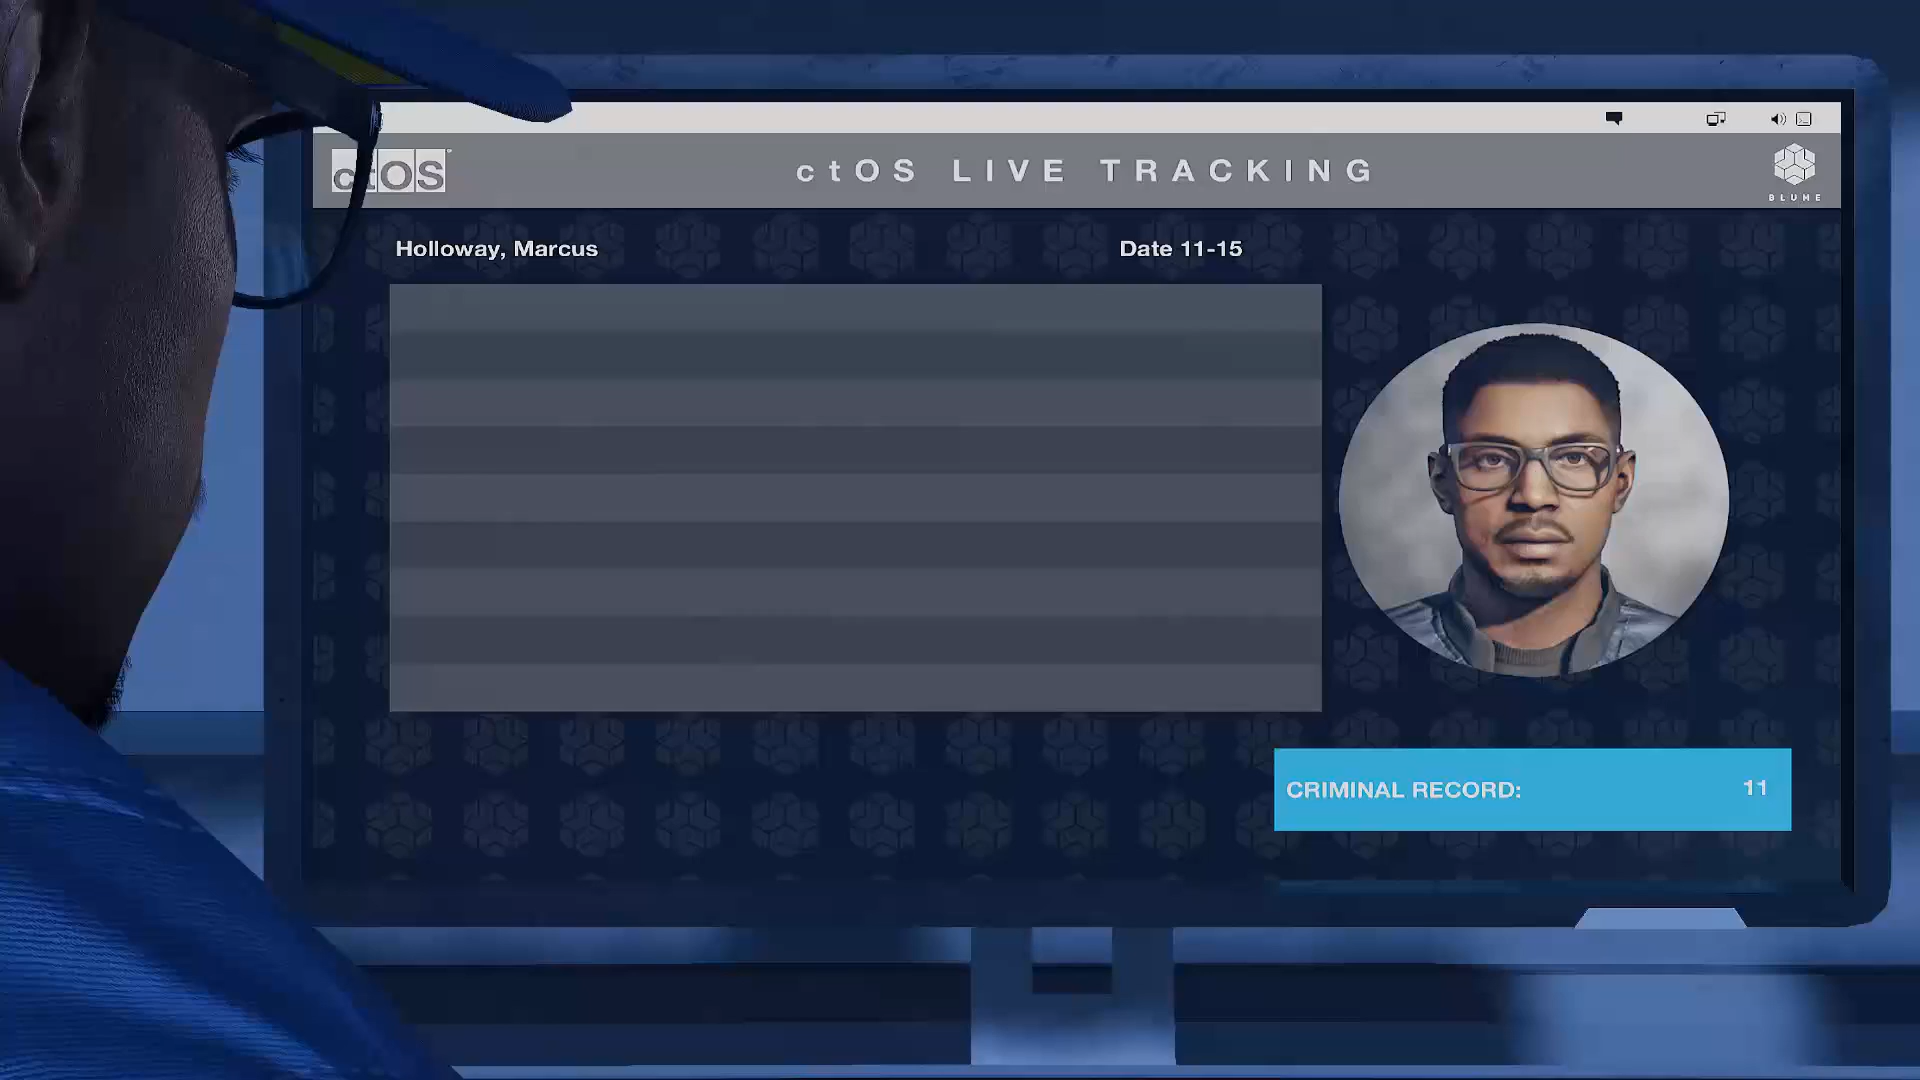 ctOS
ctOS LIVE TRACKING
BLUME
Holloway, Marcus
Date 11-15
CRIMINAL RECORD: 11